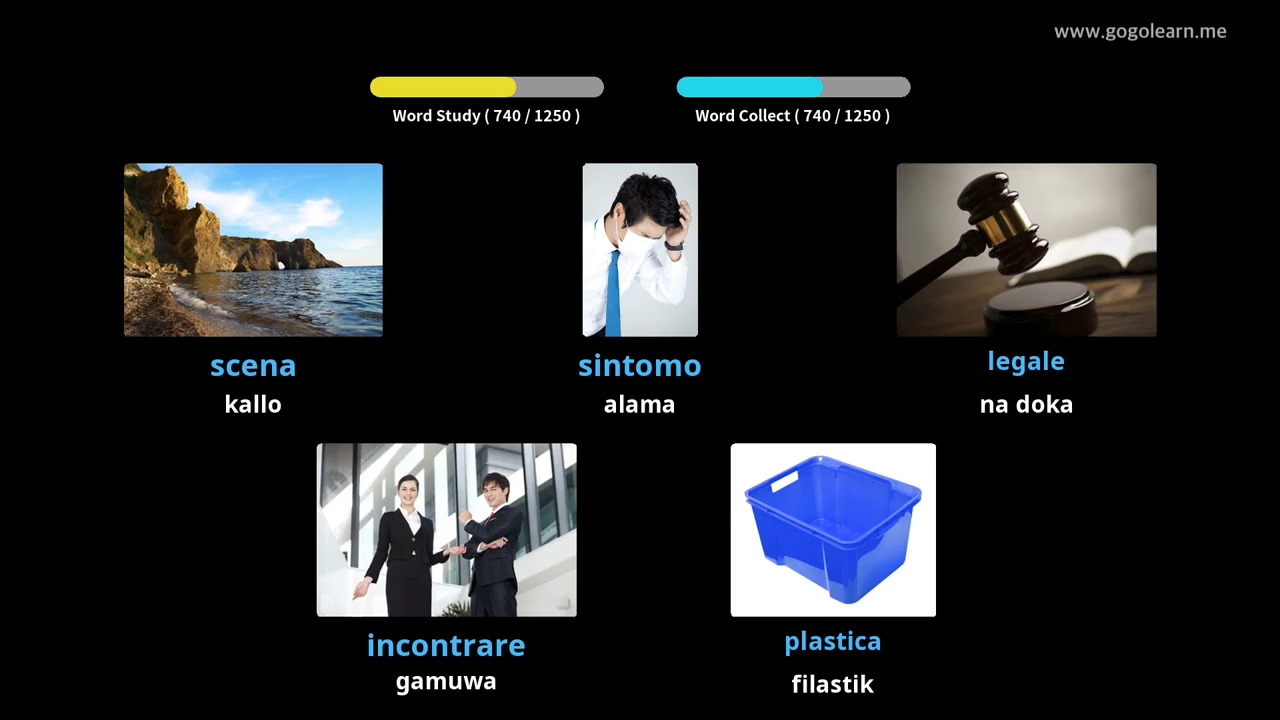 www.gogolearn.me
Word Study ( 740 / 1250 )
Word Collect ( 740 / 1250 )
scena
kallo
sintomo
alama
legale
na doka
incontrare
gamuwa
plastica
filastik